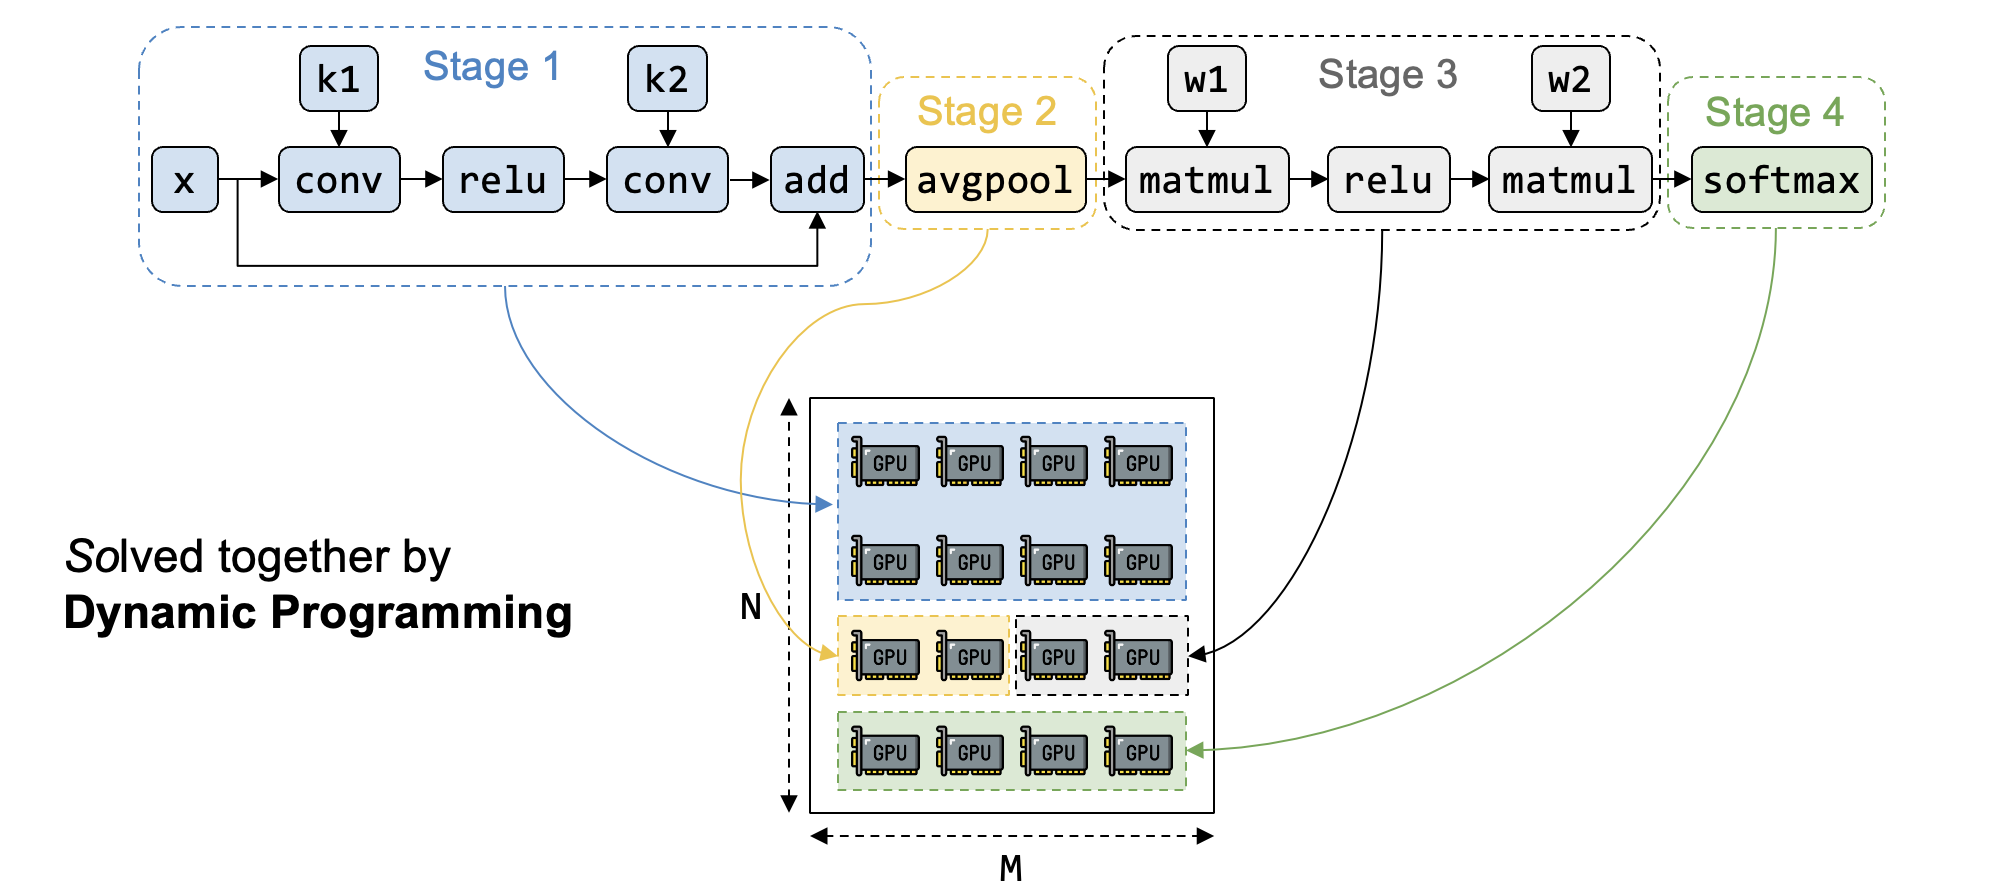 Stage 1
k1
k2
x
conv
relu
conv
add
Stage 2
avgpool
Stage 3
w1
w2
matmul
relu
matmul
Stage 4
softmax
Solved together by
Dynamic Programming
N
GPU GPU GPU GPU
GPU GPU GPU GPU
GPU GPU GPU GPU
GPU GPU GPU GPU
M